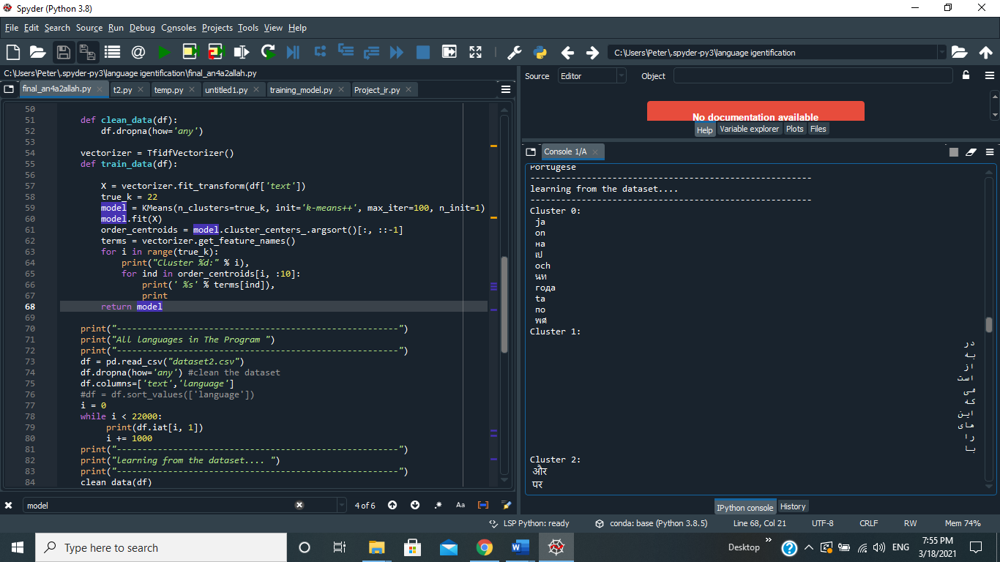 Spyder (Python 3.8)
File Edit Search Source Run Debug Consoles Projects Tools View Help
C:\Users\Peter\.spyder-py3\language igentification
C:\Users\Peter\.spyder-py3\language igentification\final_an4a2allah.py
final_an4a2allah.py t2.py temp.py untitled1.py training_model.py Project_ir.py
50
51 def clean_data(df):
52 df.dropna(how='any')
53
54 vectorizer = TfidfVectorizer()
55 def train_data(df):
56
57 X = vectorizer.fit_transform(df['text'])
58 true_k = 22
59 model = KMeans(n_clusters=true_k, init='k-means++', max_iter=100, n_init=1)
60 model.fit(X)
61 order_centroids = model.cluster_centers_.argsort()[:, ::-1]
62 terms = vectorizer.get_feature_names()
63 for i in range(true_k):
64 print("Cluster %d:" % i),
65 for ind in order_centroids[i, :10]:
66 print(' %s' % terms[ind]),
67 print
68 return model
69
70 print("-------------------------------------------------------")
71 print("All languages in The Program ")
72 print("-------------------------------------------------------")
73 df = pd.read_csv("dataset2.csv")
74 df.dropna(how='any') #clean the dataset
75 df.columns=['text','language']
76 #df = df.sort_values(['language'])
77 i = 0
78 while i < 22000:
79 print(df.iat[i, 1])
80 i += 1000
81 print("-------------------------------------------------------")
82 print("learning from the dataset.... ")
83 print("-------------------------------------------------------")
84 clean_data(df)
model
4 of 6
.* Aa
Source Editor Object
No documentation available
Help Variable explorer Plots Files
Console 1/A
Portugese
-------------------------------------------------------
learning from the dataset....
-------------------------------------------------------
Cluster 0:
ja
on
на
เป
och
นท
года
ta
по
พศ
Cluster 1:
در
به
از
است
می
که
این
های
را
با
Cluster 2:
और
पर
IPython console History
LSP Python: ready conda: base (Python 3.8.5) Line 68, Col 21 UTF-8 CRLF RW Mem 74%
Type here to search
Desktop
ENG
7:55 PM
3/18/2021